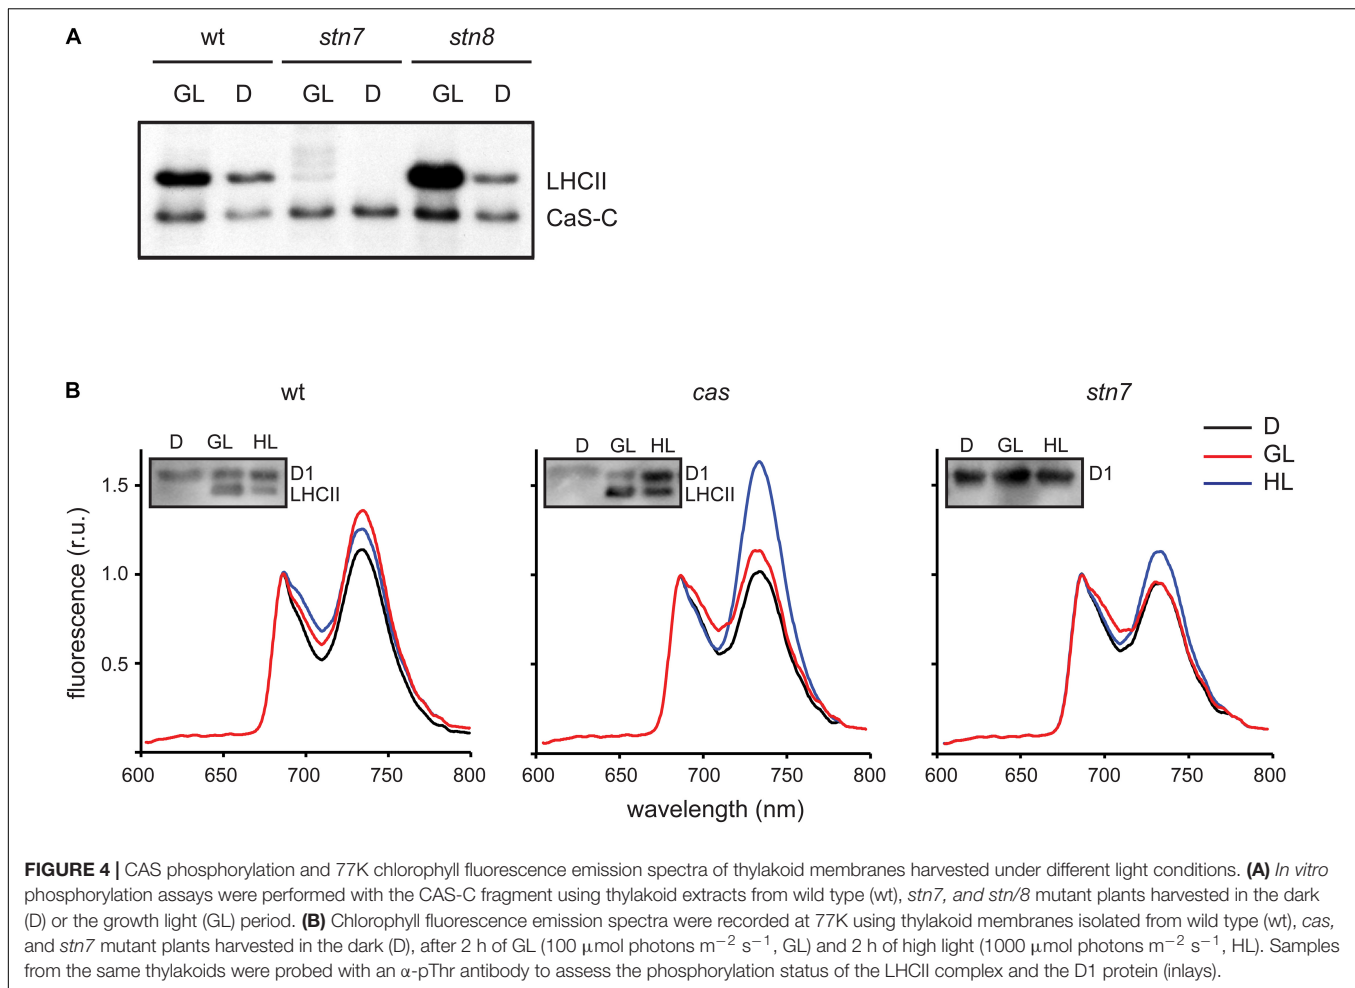 A
wt stn7 stn8
GL D GL D GL D
LHCII
CaS-C
B
wt
D GL HL
D1
LHCII
cas
D GL HL
D1
LHCII
stn7
D GL HL
D1
D
GL
HL
fluorescence (r.u.)
1.5
1.0
0.5
600 650 700 750 800
600 650 700 750 800
600 650 700 750 800
wavelength (nm)
FIGURE 4 | CAS phosphorylation and 77K chlorophyll fluorescence emission spectra of thylakoid membranes harvested under different light conditions. (A) In vitro
phosphorylation assays were performed with the CAS-C fragment using thylakoid extracts from wild type (wt), stn7, and stn/8 mutant plants harvested in the dark
(D) or the growth light (GL) period. (B) Chlorophyll fluorescence emission spectra were recorded at 77K using thylakoid membranes isolated from wild type (wt), cas,
and stn7 mutant plants harvested in the dark (D), after 2 h of GL (100 μmol photons m−2 s−1, GL) and 2 h of high light (1000 μmol photons m−2 s−1, HL). Samples
from the same thylakoids were probed with an α-pThr antibody to assess the phosphorylation status of the LHCII complex and the D1 protein (inlays).